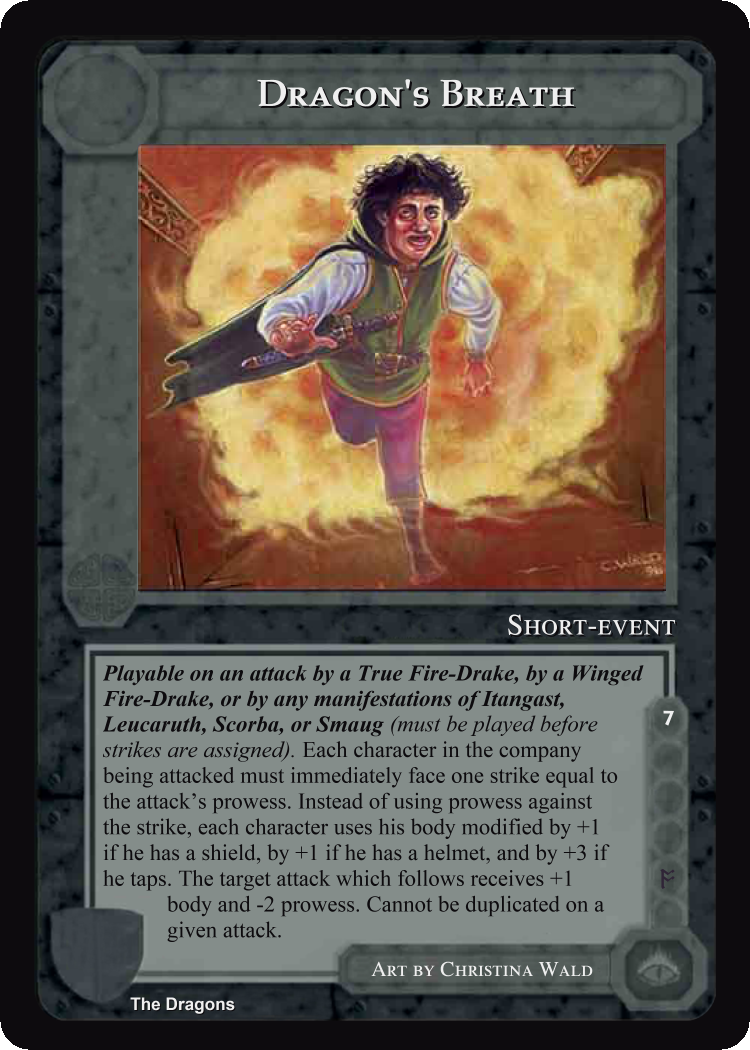 Dragon's Breath
C. WALD
96
Short-event
Playable on an attack by a True Fire-Drake, by a Winged
Fire-Drake, or by any manifestations of Itangast,
Leucaruth, Scorba, or Smaug (must be played before
strikes are assigned). Each character in the company
being attacked must immediately face one strike equal to
the attack's prowess. Instead of using prowess against
the strike, each character uses his body modified by +1
if he has a shield, by +1 if he has a helmet, and by +3 if
he taps. The target attack which follows receives +1
body and -2 prowess. Cannot be duplicated on a
given attack.
7
Art by Christina Wald
The Dragons